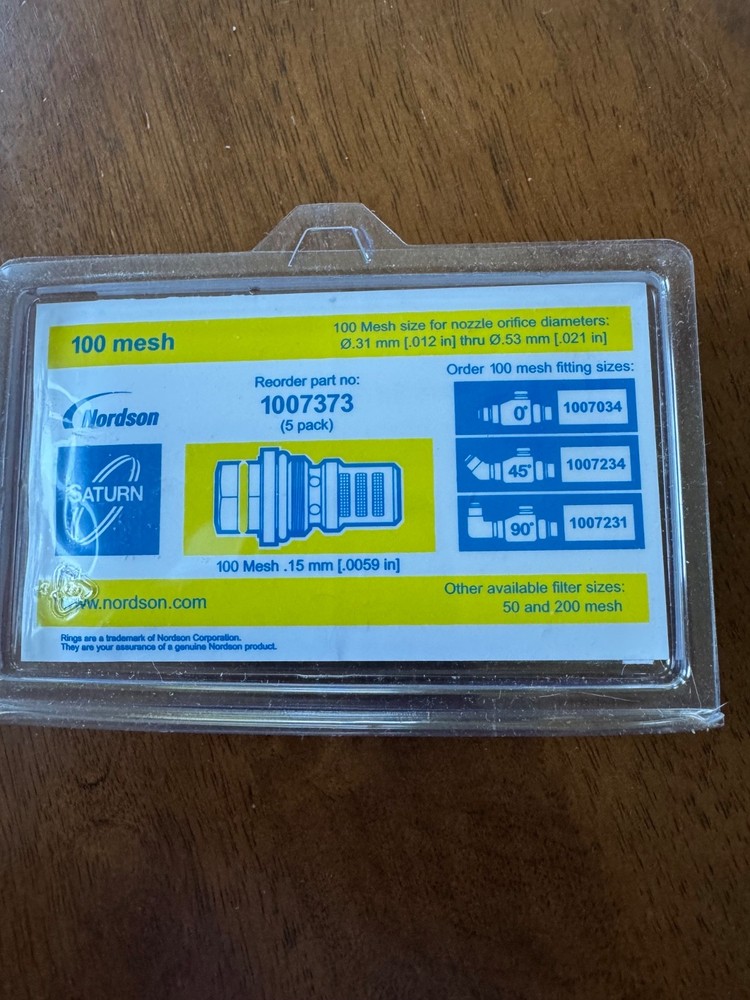 100 mesh
100 Mesh size for nozzle orifice diameters:
Ø.31 mm [.012 in] thru Ø.53 mm [.021 in]
Nordson
SATURN
Reorder part no:
1007373
(5 pack)
100 Mesh .15 mm [.0059 in]
Order 100 mesh fitting sizes:
0° 1007034
45° 1007234
90° 1007231
www.nordson.com
Other available filter sizes:
50 and 200 mesh
Rings are a trademark of Nordson Corporation.
They are your assurance of a genuine Nordson product.